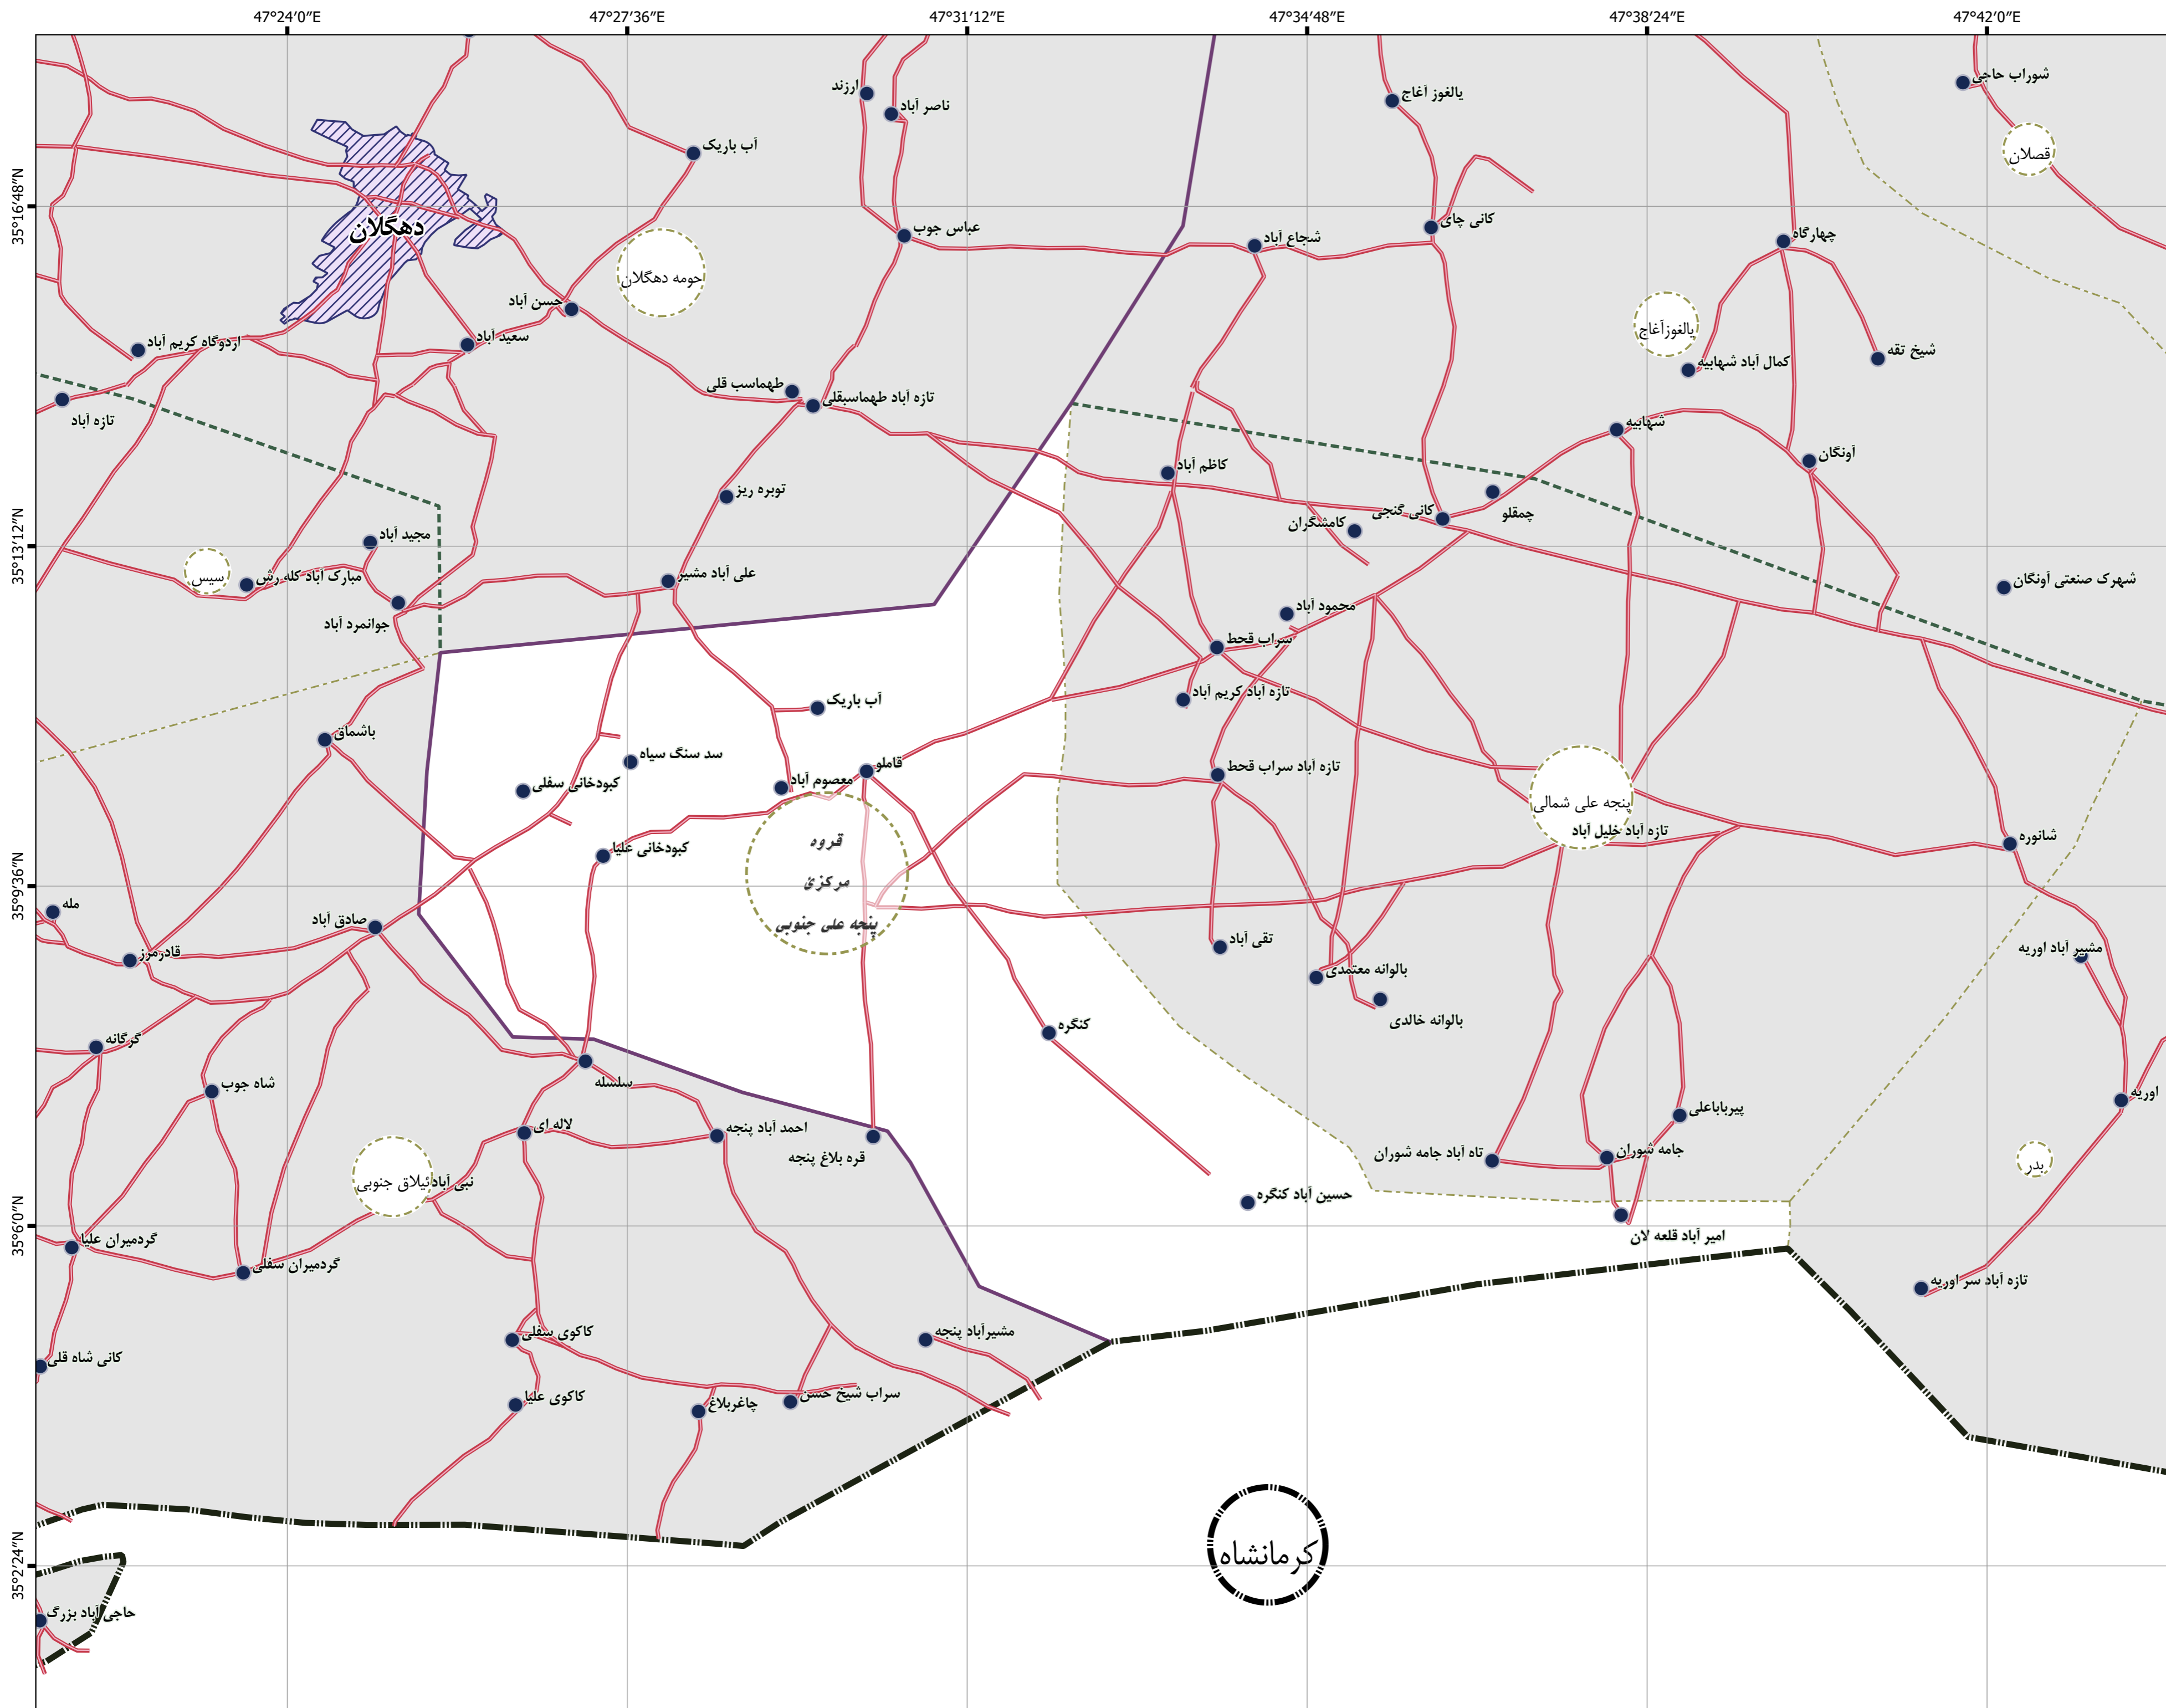 47°24'0"E
47°27'36"E
47°31'12"E
47°34'48"E
47°38'24"E
47°42'0"E
35°16'48"N
35°13'12"N
35°9'36"N
35°6'0"N
35°2'24"N
شوراب حاجی
ارزند
یالغوز آغاج
ناصر آباد
آب باریک
قصلان
دهگلان
عباس جوب
کانی چای
شجاع آباد
چهارگاه
حومه دهگلان
حسن آباد
یالغوزآغاج
سعید آباد
اردوگاه کریم آباد
شیخ تقه
کمال آباد شهابیه
طهماسب قلی
تازه آباد طهماسبقلی
تازه آباد
شهابیه
آونگان
کاظم آباد
توبره ریز
چمقلو
کانی گنجی
کامشگران
مجید آباد
سیس
مبارک آباد کله رش
علی آباد مشیر
شهرک صنعتی آونگان
جوانمرد آباد
محمود آباد
سراب قحط
تازه آباد کریم آباد
آب باریک
باشماق
سد سنگ سیاه
قاملو
تازه آباد سراب قحط
معصوم آباد
کبودخانی سفلی
پنجه علی شمالی
تازه آباد خلیل آباد
شانوره
کبودخانی علیا
قروه
مرکزئ
پنجه علی جنوبی
مله
صادق آباد
قادرمرز
تقی آباد
مشیر آباد اوریه
بالوانه معتمدی
بالوانه خالدی
کنگره
گرگانه
سلسله
شاه جوب
اوریه
پیرباباعلی
لاله ای
احمد آباد پنجه
قره بلاغ پنجه
تاه آباد جامه شوران
جامه شوران
بدر
نبی آباد
ئیلاق جنوبی
حسین آباد کنگره
امیر آباد قلعه لان
گردمیران علیا
گردمیران سفلی
تازه آباد سر اوریه
کاکوی سفلی
مشیرآباد پنجه
کانی شاه قلی
کاکوی علیا
چاغربلاغ
سراب شیخ حسن
کرمانشاه
حاجی آباد بزرگ